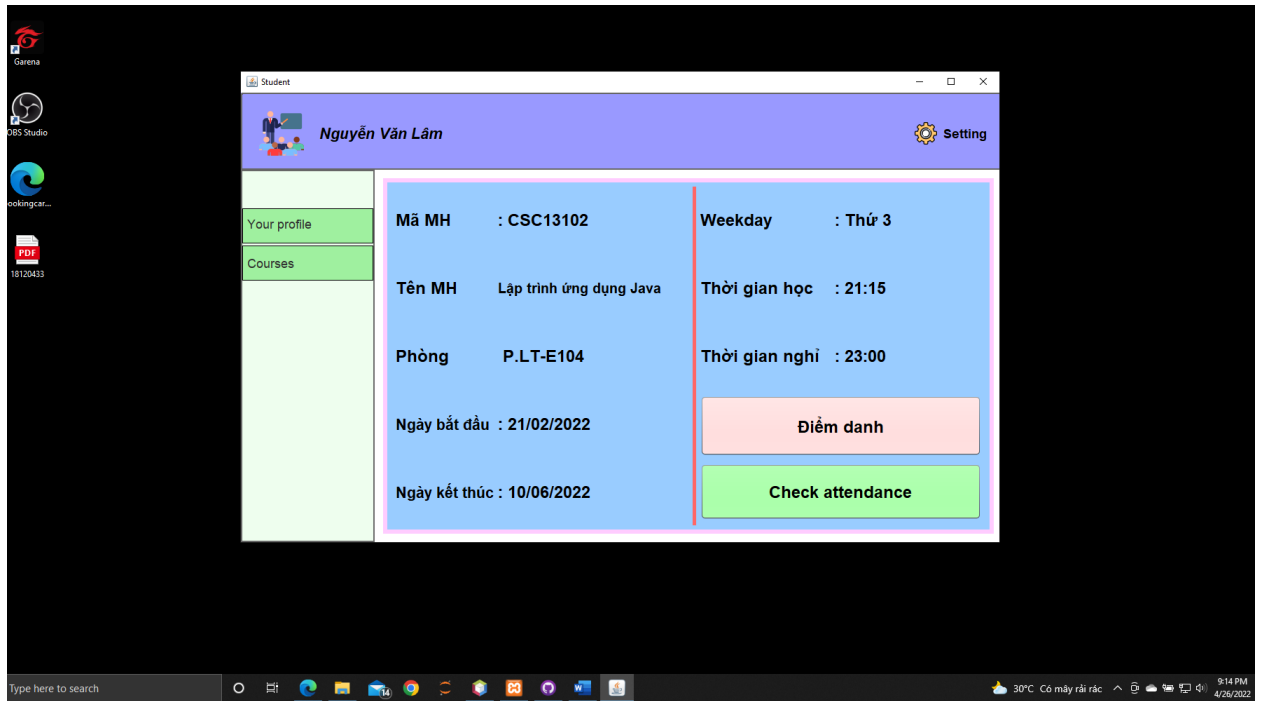 Garena
OBS Studio
ookingcar...
PDF
18120433
Student
Nguyễn Văn Lâm
Setting
Your profile
Courses
Mã MH : CSC13102
Tên MH Lập trình ứng dụng Java
Phòng P.LT-E104
Ngày bắt đầu : 21/02/2022
Ngày kết thúc : 10/06/2022
Weekday : Thứ 3
Thời gian học : 21:15
Thời gian nghỉ : 23:00
Điểm danh
Check attendance
Type here to search
14
30°C Có mây rải rác
9:14 PM
4/26/2022